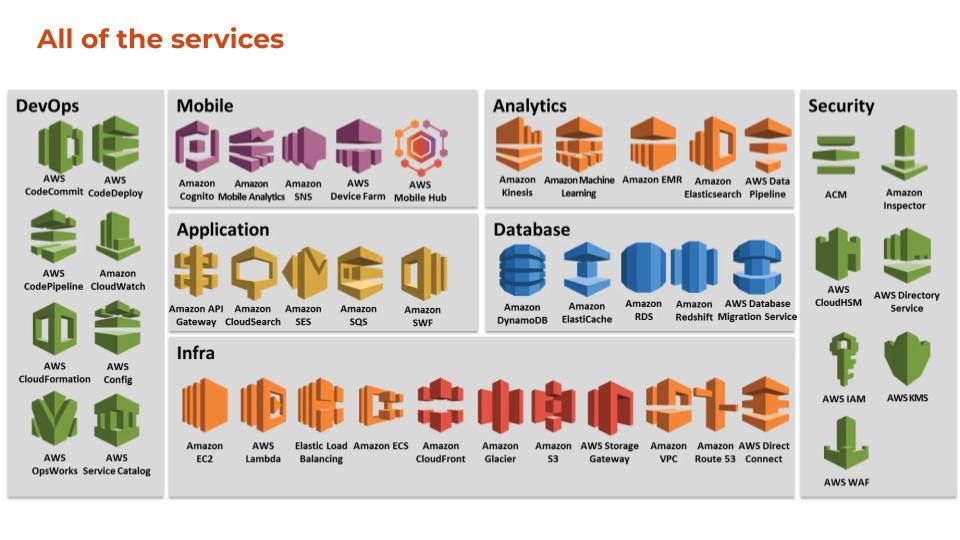 All of the services
DevOps
AWS
CodeCommit
AWS
CodeDeploy
AWS
CodePipeline
Amazon
CloudWatch
AWS
CloudFormation
AWS
Config
AWS
OpsWorks
AWS
Service Catalog
Mobile
Amazon
Cognito
Amazon
Mobile Analytics
Amazon
SNS
AWS
Device Farm
AWS
Mobile Hub
Analytics
Amazon
Kinesis
Amazon Machine
Learning
Amazon EMR
Amazon
Elasticsearch
AWS Data
Pipeline
Application
Amazon API
Gateway
Amazon
CloudSearch
Amazon
SES
Amazon
SQS
Amazon
SWF
Database
Amazon
DynamoDB
Amazon
ElastiCache
Amazon
RDS
Amazon
Redshift
AWS Database
Migration Service
Infra
Amazon
EC2
AWS
Lambda
Elastic Load
Balancing
Amazon ECS
Amazon
CloudFront
Amazon
Glacier
Amazon
S3
AWS Storage
Gateway
Amazon
VPC
Amazon
Route 53
AWS Direct
Connect
Security
ACM
Amazon
Inspector
AWS
CloudHSM
AWS Directory
Service
AWS IAM
AWS KMS
AWS WAF